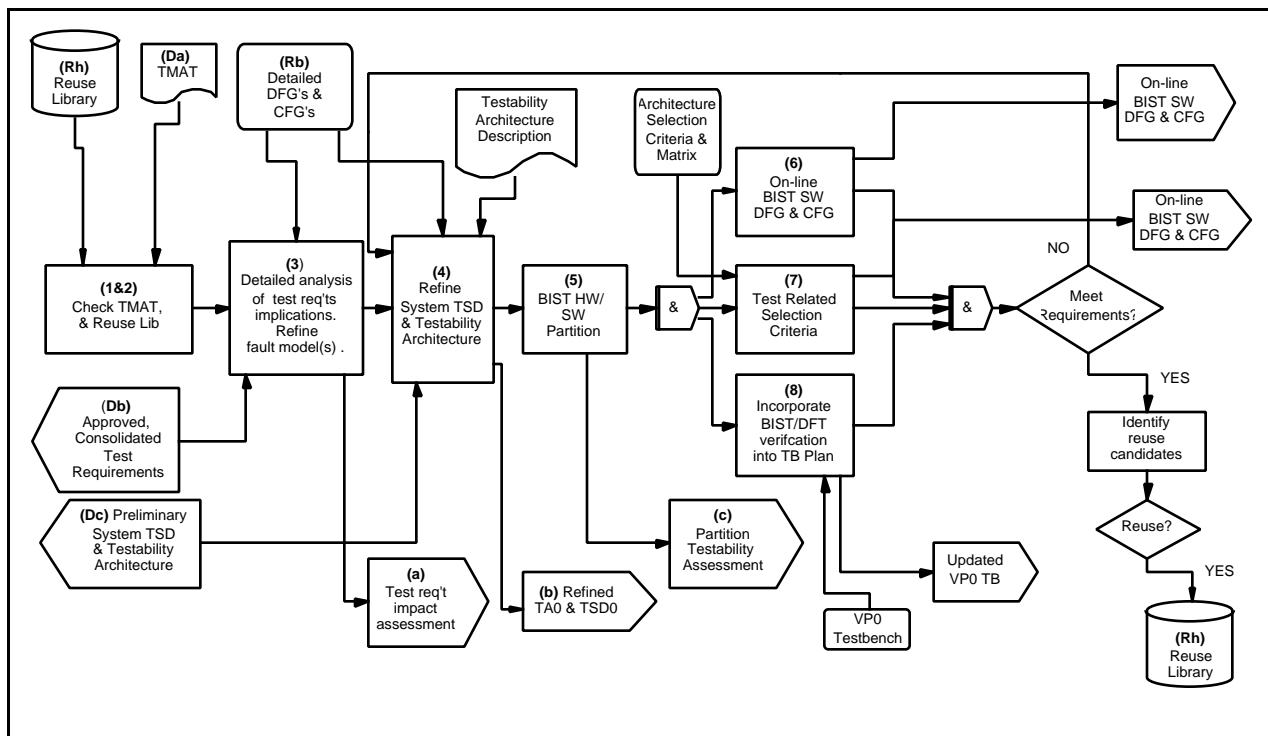 (Rh)
Reuse
Library
(Da)
TMAT
(Rb)
Detailed
DFG's &
CFG's
Testability
Architecture
Description
Architecture
Selection
Criteria &
Matrix
(6)
On-line
BIST SW
DFG & CFG
On-line
BIST SW
DFG & CFG
On-line
BIST SW
DFG & CFG
(1&2)
Check TMAT,
& Reuse Lib
(3)
Detailed analysis
of test req'ts
implications.
Refine
fault model(s) .
(4)
Refine
System TSD
& Testability
Architecture
(5)
BIST HW/
SW
Partition
&
(7)
Test Related
Selection
Criteria
&
NO
Meet
Requirements?
YES
(8)
Incorporate
BIST/DFT
verifcation
into TB Plan
Identify
reuse
candidates
Reuse?
YES
(Rh)
Reuse
Library
(Db)
Approved,
Consolidated
Test
Requirements
(Dc) Preliminary
System TSD
& Testability
Architecture
(a)
Test req't
impact
assessment
(b) Refined
TA0 & TSD0
(c)
Partition
Testability
Assessment
Updated
VP0 TB
VP0
Testbench